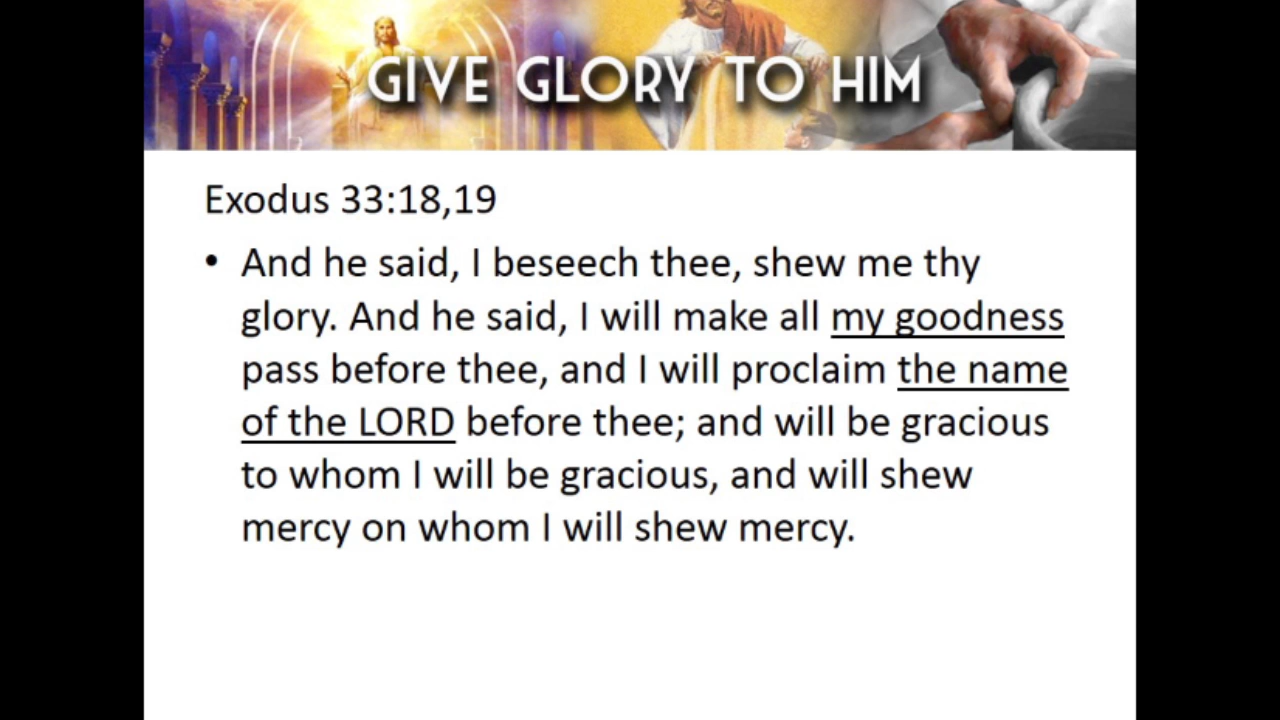 GIVE GLORY TO HIM
Exodus 33:18,19
• And he said, I beseech thee, shew me thy
glory. And he said, I will make all my goodness
pass before thee, and I will proclaim the name
of the LORD before thee; and will be gracious
to whom I will be gracious, and will shew
mercy on whom I will shew mercy.